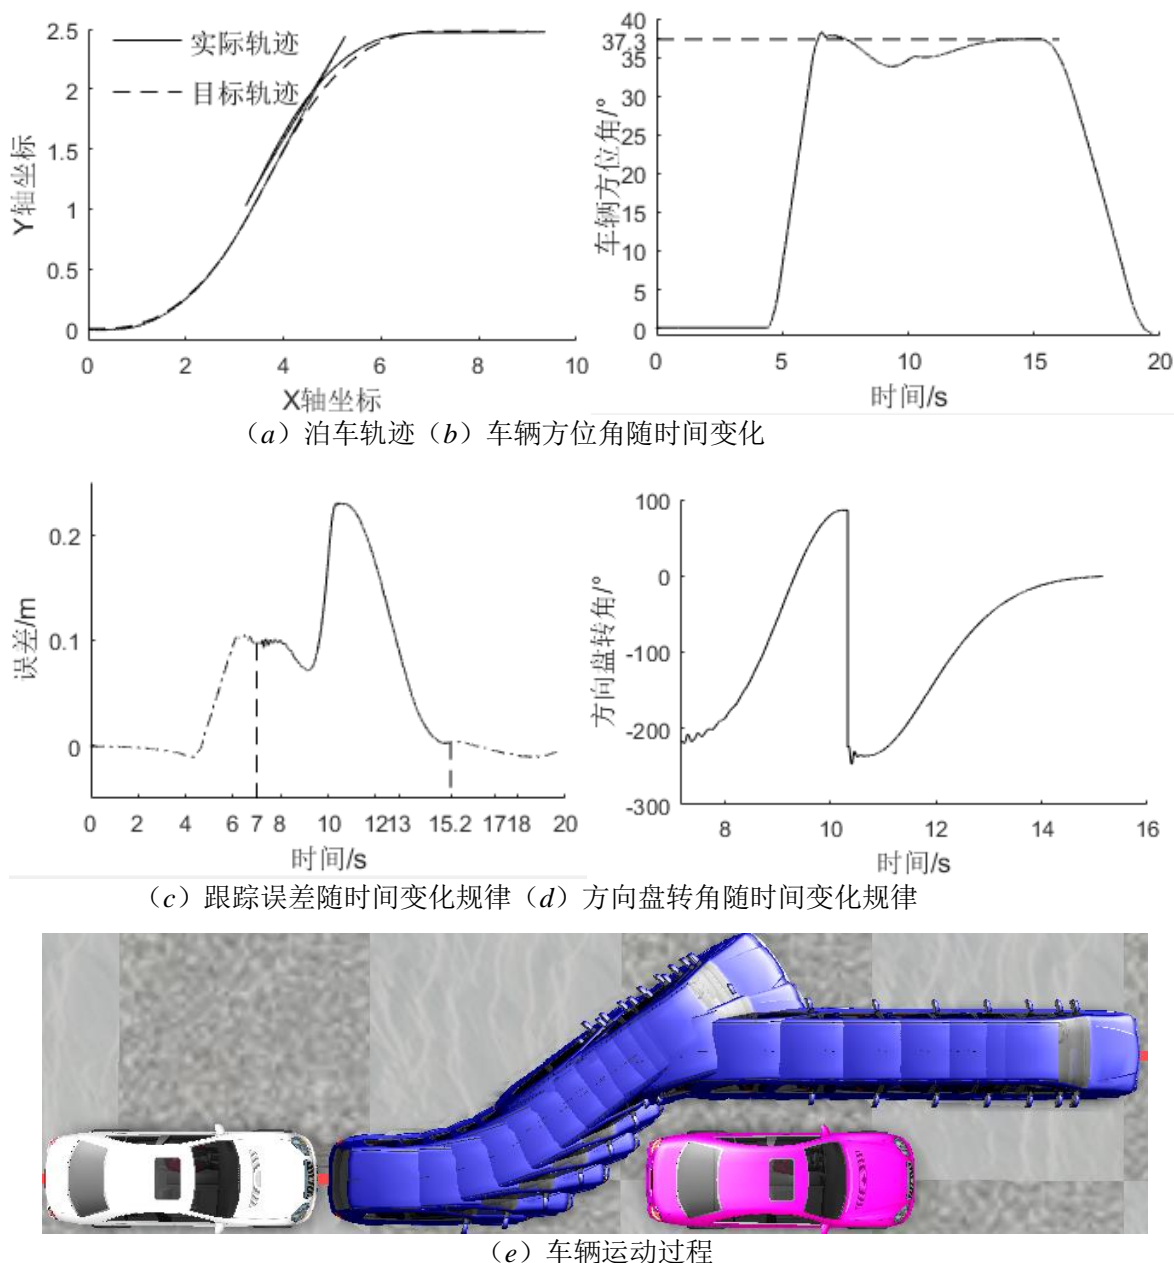 2.5
2
1.5
1
0.5
0
Y轴坐标
实际轨迹
目标轨迹
0 2 4 6 8 10
X轴坐标
40
37.3
35
30
25
20
15
10
5
0
车辆方位角/°
0 5 10 15 20
时间/s
（a）泊车轨迹（b）车辆方位角随时间变化
0.2
0.1
0
误差/m
0 2 4 6 7 8 10 1213 15.2 1718 20
时间/s
100
0
-100
-200
-300
方向盘转角/°
8 10 12 14 16
时间/s
（c）跟踪误差随时间变化规律（d）方向盘转角随时间变化规律
（e）车辆运动过程